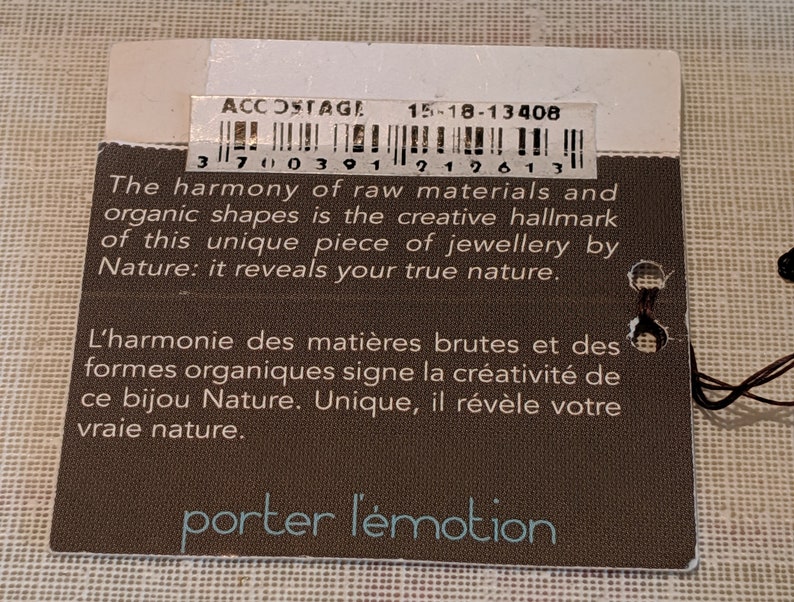 ACCOSTAGE 15-18-13408
3 700391 217613
The harmony of raw materials and
organic shapes is the creative hallmark
of this unique piece of jewellery by
Nature: it reveals your true nature.
L'harmonie des matières brutes et des
formes organiques signe la créativité de
ce bijou Nature. Unique, il révèle votre
vraie nature.
porter l'émotion